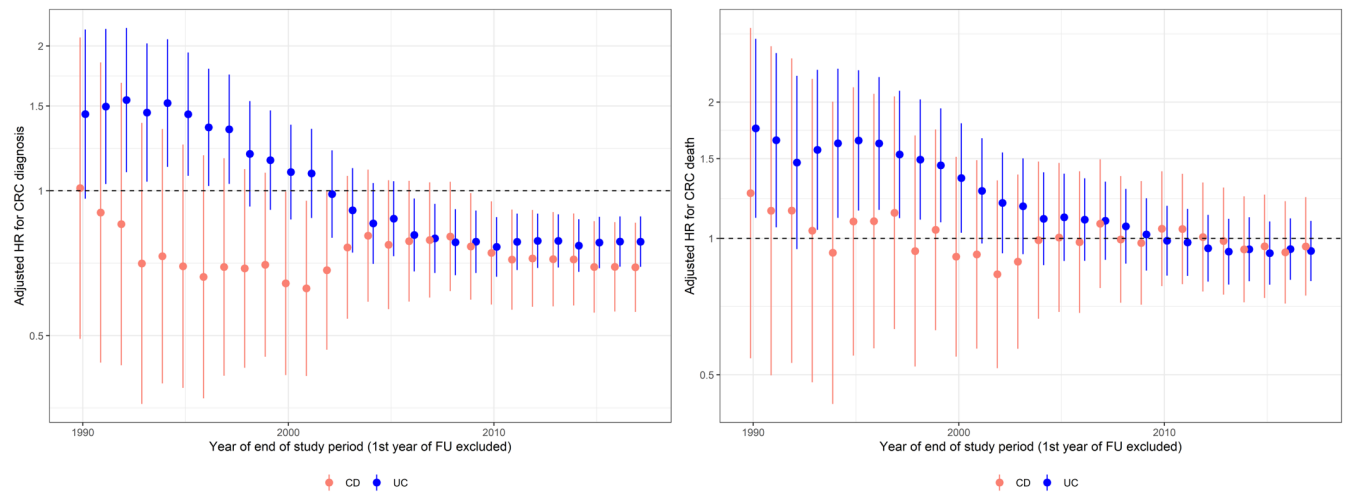 Adjusted HR for CRC diagnosis
2
1.5
1
0.5
1990
2000
2010
Year of end of study period (1st year of FU excluded)
CD
UC
Adjusted HR for CRC death
2
1.5
1
0.5
1990
2000
2010
Year of end of study period (1st year of FU excluded)
CD
UC